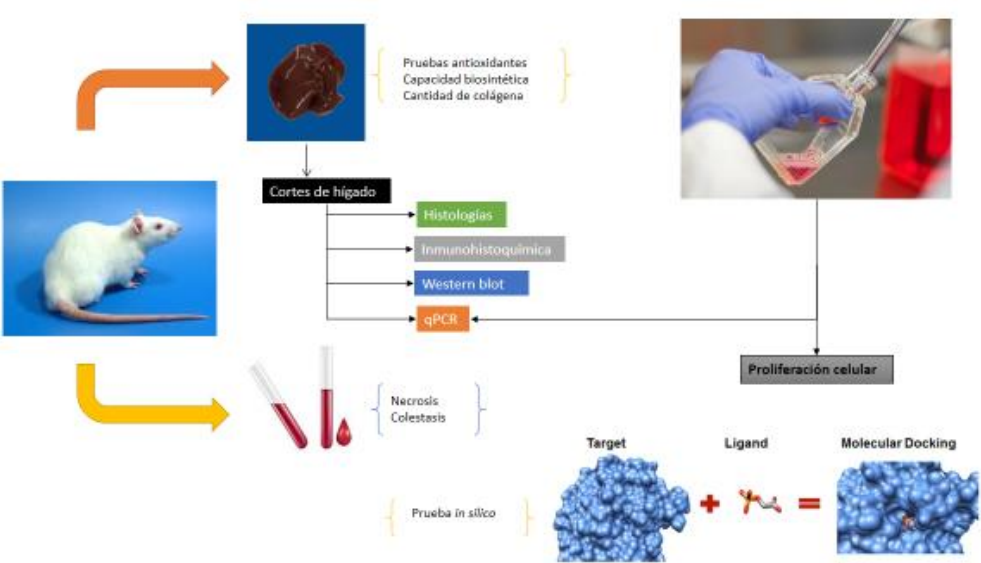 Pruebas antioxidantes
Capacidad biosintética
Cantidad de colágena
Cortes de hígado
Histologías
Inmunohistoquímica
Western blot
qPCR
Proliferación celular
Necrosis
Colestasis
Target
Ligand
Molecular Docking
Prueba in silico